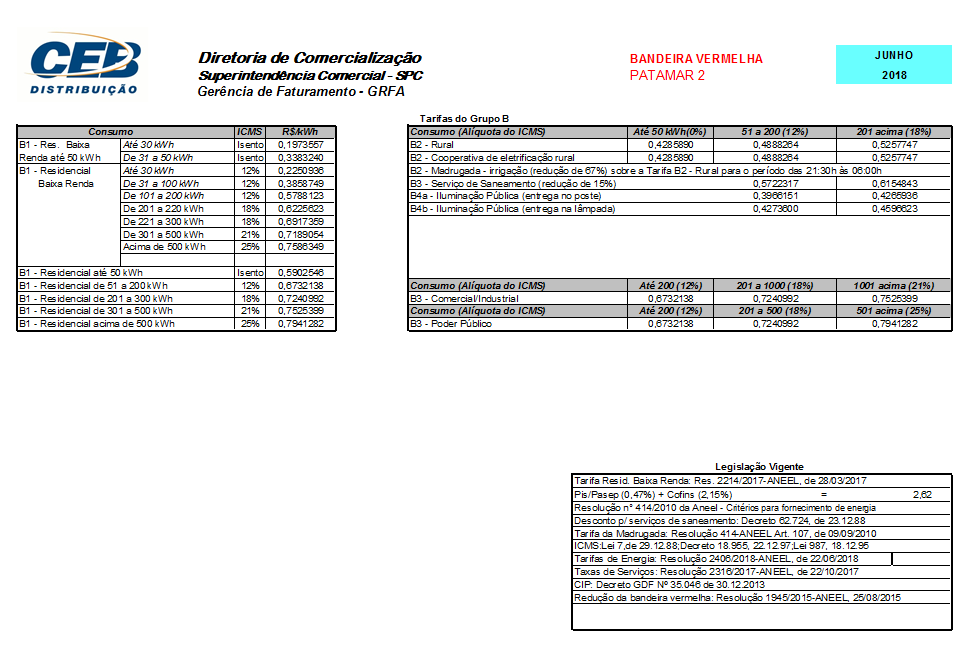 CEB
DISTRIBUIÇÃO
Diretoria de Comercialização
Superintendência Comercial - SPC
Gerência de Faturamento - GRFA
BANDEIRA VERMELHA
PATAMAR 2
JUNHO
2018
Consumo ICMS R$/kWh
B1 - Res. Baixa Até 30 kWh Isento 0,1973557
Renda até 50 kWh De 31 a 50 kWh Isento 0,3383240
B1 - Residencial Até 30 kWh 12% 0,2250936
Baixa Renda De 31 a 100 kWh 12% 0,3858749
De 101 a 200 kWh 12% 0,5788123
De 201 a 220 kWh 18% 0,6225623
De 221 a 300 kWh 18% 0,6917359
De 301 a 500 kWh 21% 0,7189054
Acima de 500 kWh 25% 0,7586349
B1 - Residencial até 50 kWh Isento 0,5902546
B1 - Residencial de 51 a 200 kWh 12% 0,6732138
B1 - Residencial de 201 a 300 kWh 18% 0,7240992
B1 - Residencial de 301 a 500 kWh 21% 0,7525399
B1 - Residencial acima de 500 kWh 25% 0,7941282
Tarifas do Grupo B
Consumo (Alíquota do ICMS) Até 50 kWh(0%) 51 a 200 (12%) 201 acima (18%)
B2 - Rural 0,4285890 0,4888264 0,5257747
B2 - Cooperativa de eletrificação rural 0,4285890 0,4888264 0,5257747
B2 - Madrugada - irrigação (redução de 67%) sobre a Tarifa B2 - Rural para o período das 21:30h às 06:00h
B3 - Serviço de Saneamento (redução de 15%) 0,5722317 0,6154843
B4a - Iluminação Pública (entrega no poste) 0,3966151 0,4265936
B4b - Iluminação Pública (entrega na lâmpada) 0,4273600 0,4596623
Consumo (Alíquota do ICMS) Até 200 (12%) 201 a 1000 (18%) 1001 acima (21%)
B3 - Comercial/Industrial 0,6732138 0,7240992 0,7525399
Consumo (Alíquota do ICMS) Até 200 (12%) 201 a 500 (18%) 501 acima (25%)
B3 - Poder Público 0,6732138 0,7240992 0,7941282
Legislação Vigente
Tarifa Resid. Baixa Renda: Res. 2214/2017-ANEEL, de 28/03/2017
Pis/Pasep (0,47%) + Cofins (2,15%) = 2,62
Resolução n° 414/2010 da Aneel - Critérios para fornecimento de energia
Desconto p/ serviços de saneamento: Decreto 62.724, de 23.12.88
Tarifa da Madrugada: Resolução 414-ANEEL Art. 107, de 09/09/2010
ICMS:Lei 7,de 29.12.88;Decreto 18.955, 22.12.97;Lei 987, 18.12.95
Tarifas de Energia: Resolução 2406/2018-ANEEL, de 22/06/2018
Taxas de Serviços: Resolução 2316/2017-ANEEL, de 22/10/2017
CIP: Decreto GDF Nº 35.046 de 30.12.2013
Redução da bandeira vermelha: Resolução 1945/2015-ANEEL, 25/08/2015